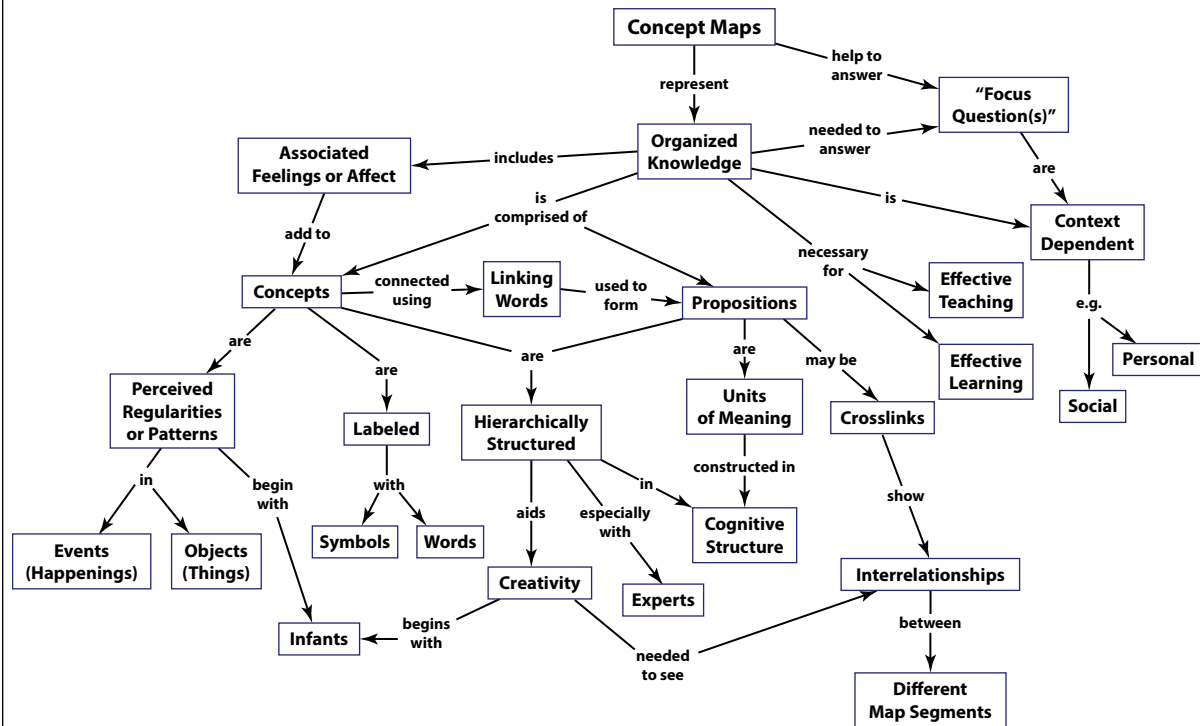 Concept Maps
help to
answer
represent
“Focus
Question(s)”
Organized
Knowledge
needed to
answer
Associated
Feelings or Affect
includes
are
is
comprised of
is
Context
Dependent
add to
necessary
for
Concepts
connected
using
Linking
Words
used to
form
Propositions
Effective
Teaching
e.g.
are
are
are
are
may be
Effective
Learning
Personal
Perceived
Regularities
or Patterns
Labeled
Hierarchically
Structured
Units
of Meaning
Crosslinks
Social
in
begin
with
with
aids
especially
with
in
constructed in
show
Events
(Happenings)
Objects
(Things)
Symbols
Words
Cognitive
Structure
Creativity
Experts
Interrelationships
Infants
begins
with
needed
to see
between
Different
Map Segments